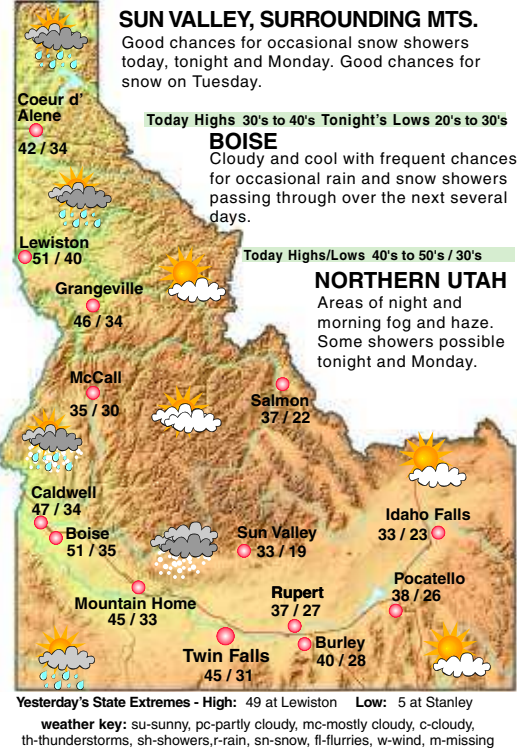 SUN VALLEY, SURROUNDING MTS.
Good chances for occasional snow showers
today, tonight and Monday. Good chances for
snow on Tuesday.
Today Highs 30's to 40's Tonight's Lows 20's to 30's
BOISE
Cloudy and cool with frequent chances
for occasional rain and snow showers
passing through over the next several
days.
Today Highs/Lows 40's to 50's / 30's
NORTHERN UTAH
Areas of night and
morning fog and haze.
Some showers possible
tonight and Monday.
Coeur d'
Alene
42 / 34
Lewiston
51 / 40
Grangeville
46 / 34
McCall
35 / 30
Salmon
37 / 22
Caldwell
47 / 34
Boise
51 / 35
Sun Valley
33 / 19
Idaho Falls
33 / 23
Pocatello
38 / 26
Mountain Home
45 / 33
Rupert
37 / 27
Burley
40 / 28
Twin Falls
45 / 31
Yesterday's State Extremes - High: 49 at Lewiston Low: 5 at Stanley
weather key: su-sunny, pc-partly cloudy, mc-mostly cloudy, c-cloudy,
th-thunderstorms, sh-showers,r-rain, sn-snow, fl-flurries, w-wind, m-missing